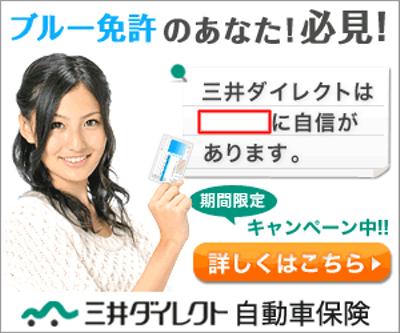 ブルー免許のあなた!必見!
三井ダイレクトは
に自信が
あります。
期間限定
キャンペーン中!!
詳しくはこちら
三井ダイレクト 自動車保険